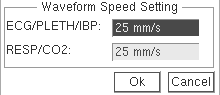 Waveform Speed Setting
ECG/PLETH/IBP: 25 mm/s
RESP/CO2: 25 mm/s
Ok Cancel